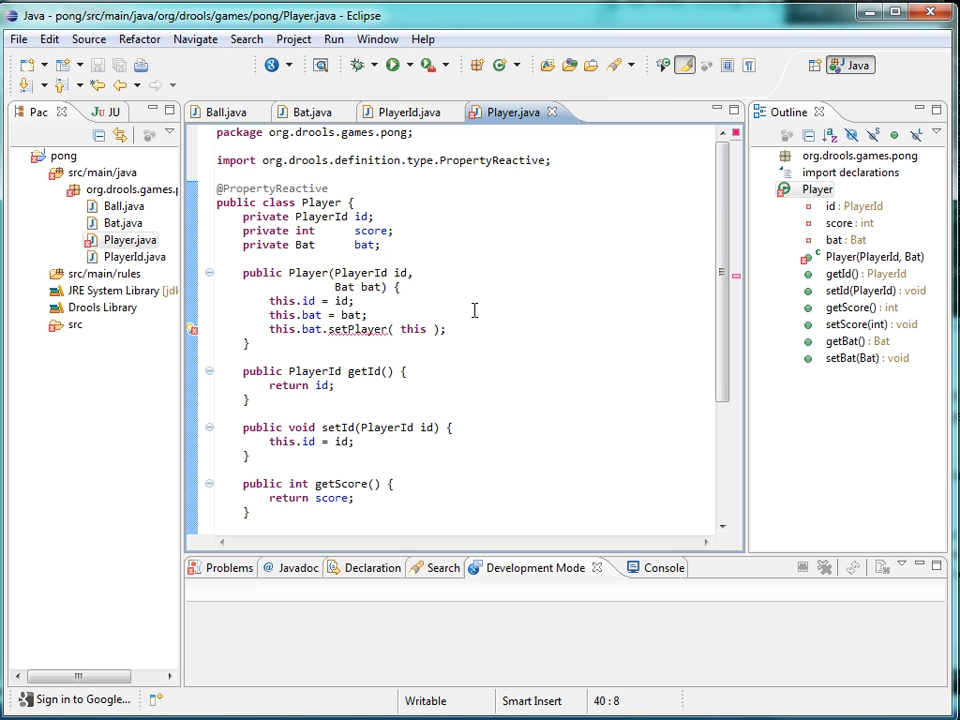 Java - pong/src/main/java/org/drools/games/pong/Player.java - Eclipse
File Edit Source Refactor Navigate Search Project Run Window Help
Java
Pac JU JU
Ball.java Bat.java PlayerId.java Player.java
Outline
pong
src/main/java
org.drools.games.p
Ball.java
Bat.java
Player.java
PlayerId.java
src/main/rules
JRE System Library [jdk
Drools Library
src
package org.drools.games.pong;
import org.drools.definition.type.PropertyReactive;
@PropertyReactive
public class Player {
private PlayerId id;
private int score;
private Bat bat;
public Player(PlayerId id,
Bat bat) {
this.id = id;
this.bat = bat;
this.bat.setPlayer( this );
}
public PlayerId getId() {
return id;
}
public void setId(PlayerId id) {
this.id = id;
}
public int getScore() {
return score;
}
org.drools.games.pong
import declarations
Player
id : PlayerId
score : int
bat : Bat
Player(PlayerId, Bat)
getId() : PlayerId
setId(PlayerId) : void
getScore() : int
setScore(int) : void
getBat() : Bat
setBat(Bat) : void
Problems @ Javadoc Declaration Search Development Mode Console
Sign in to Google...
Writable Smart Insert 40 : 8